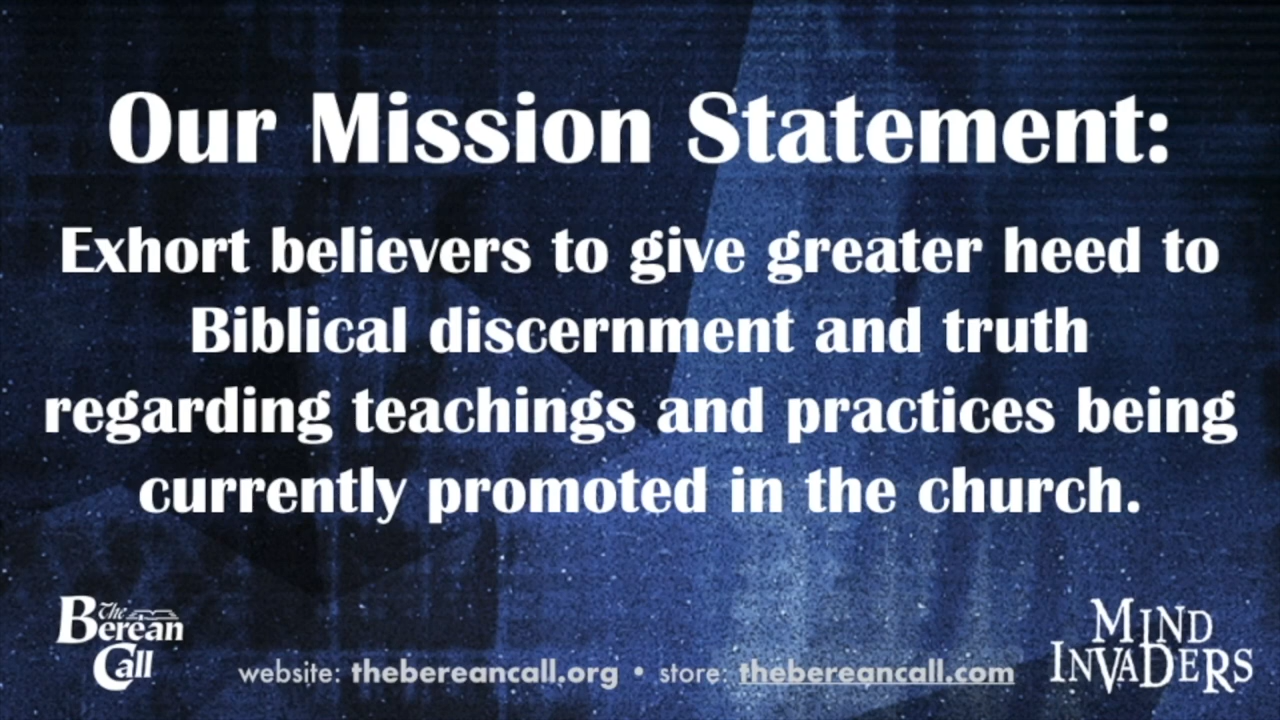 Our Mission Statement:
Exhort believers to give greater heed to
Biblical discernment and truth
regarding teachings and practices being
currently promoted in the church.
The
Berean
Call
website: thebereancall.org • store: thebereancall.com
MIND
INVADERS